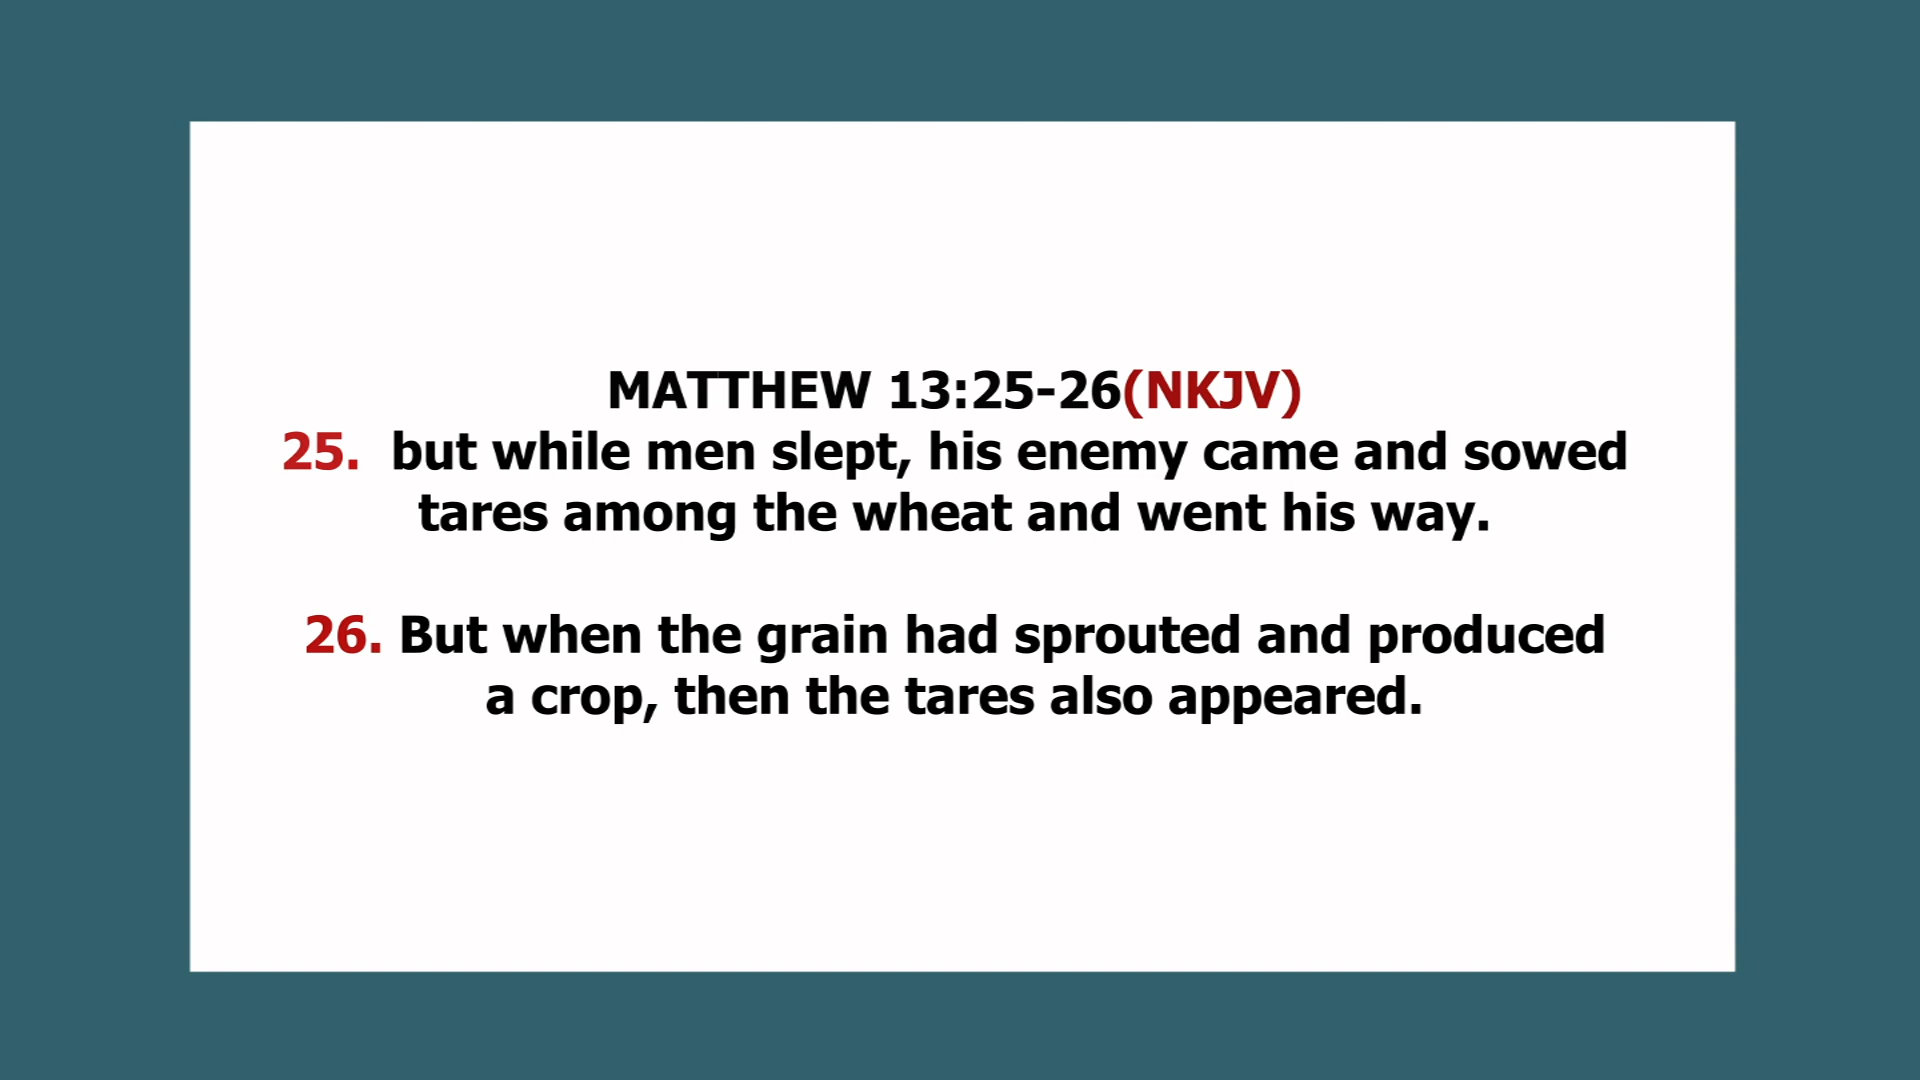 MATTHEW 13:25-26(NKJV)
25. but while men slept, his enemy came and sowed
tares among the wheat and went his way.
26. But when the grain had sprouted and produced
a crop, then the tares also appeared.